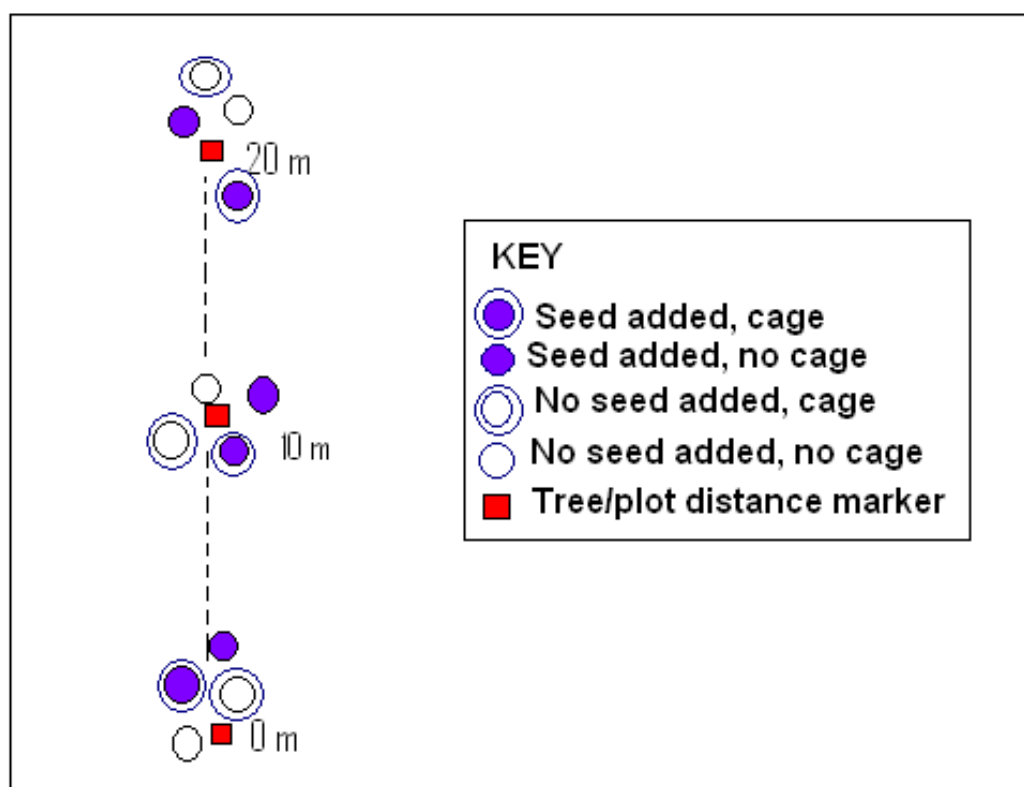 20 m
KEY
Seed added, cage
Seed added, no cage
No seed added, cage
No seed added, no cage
10 m
Tree/plot distance marker
0 m